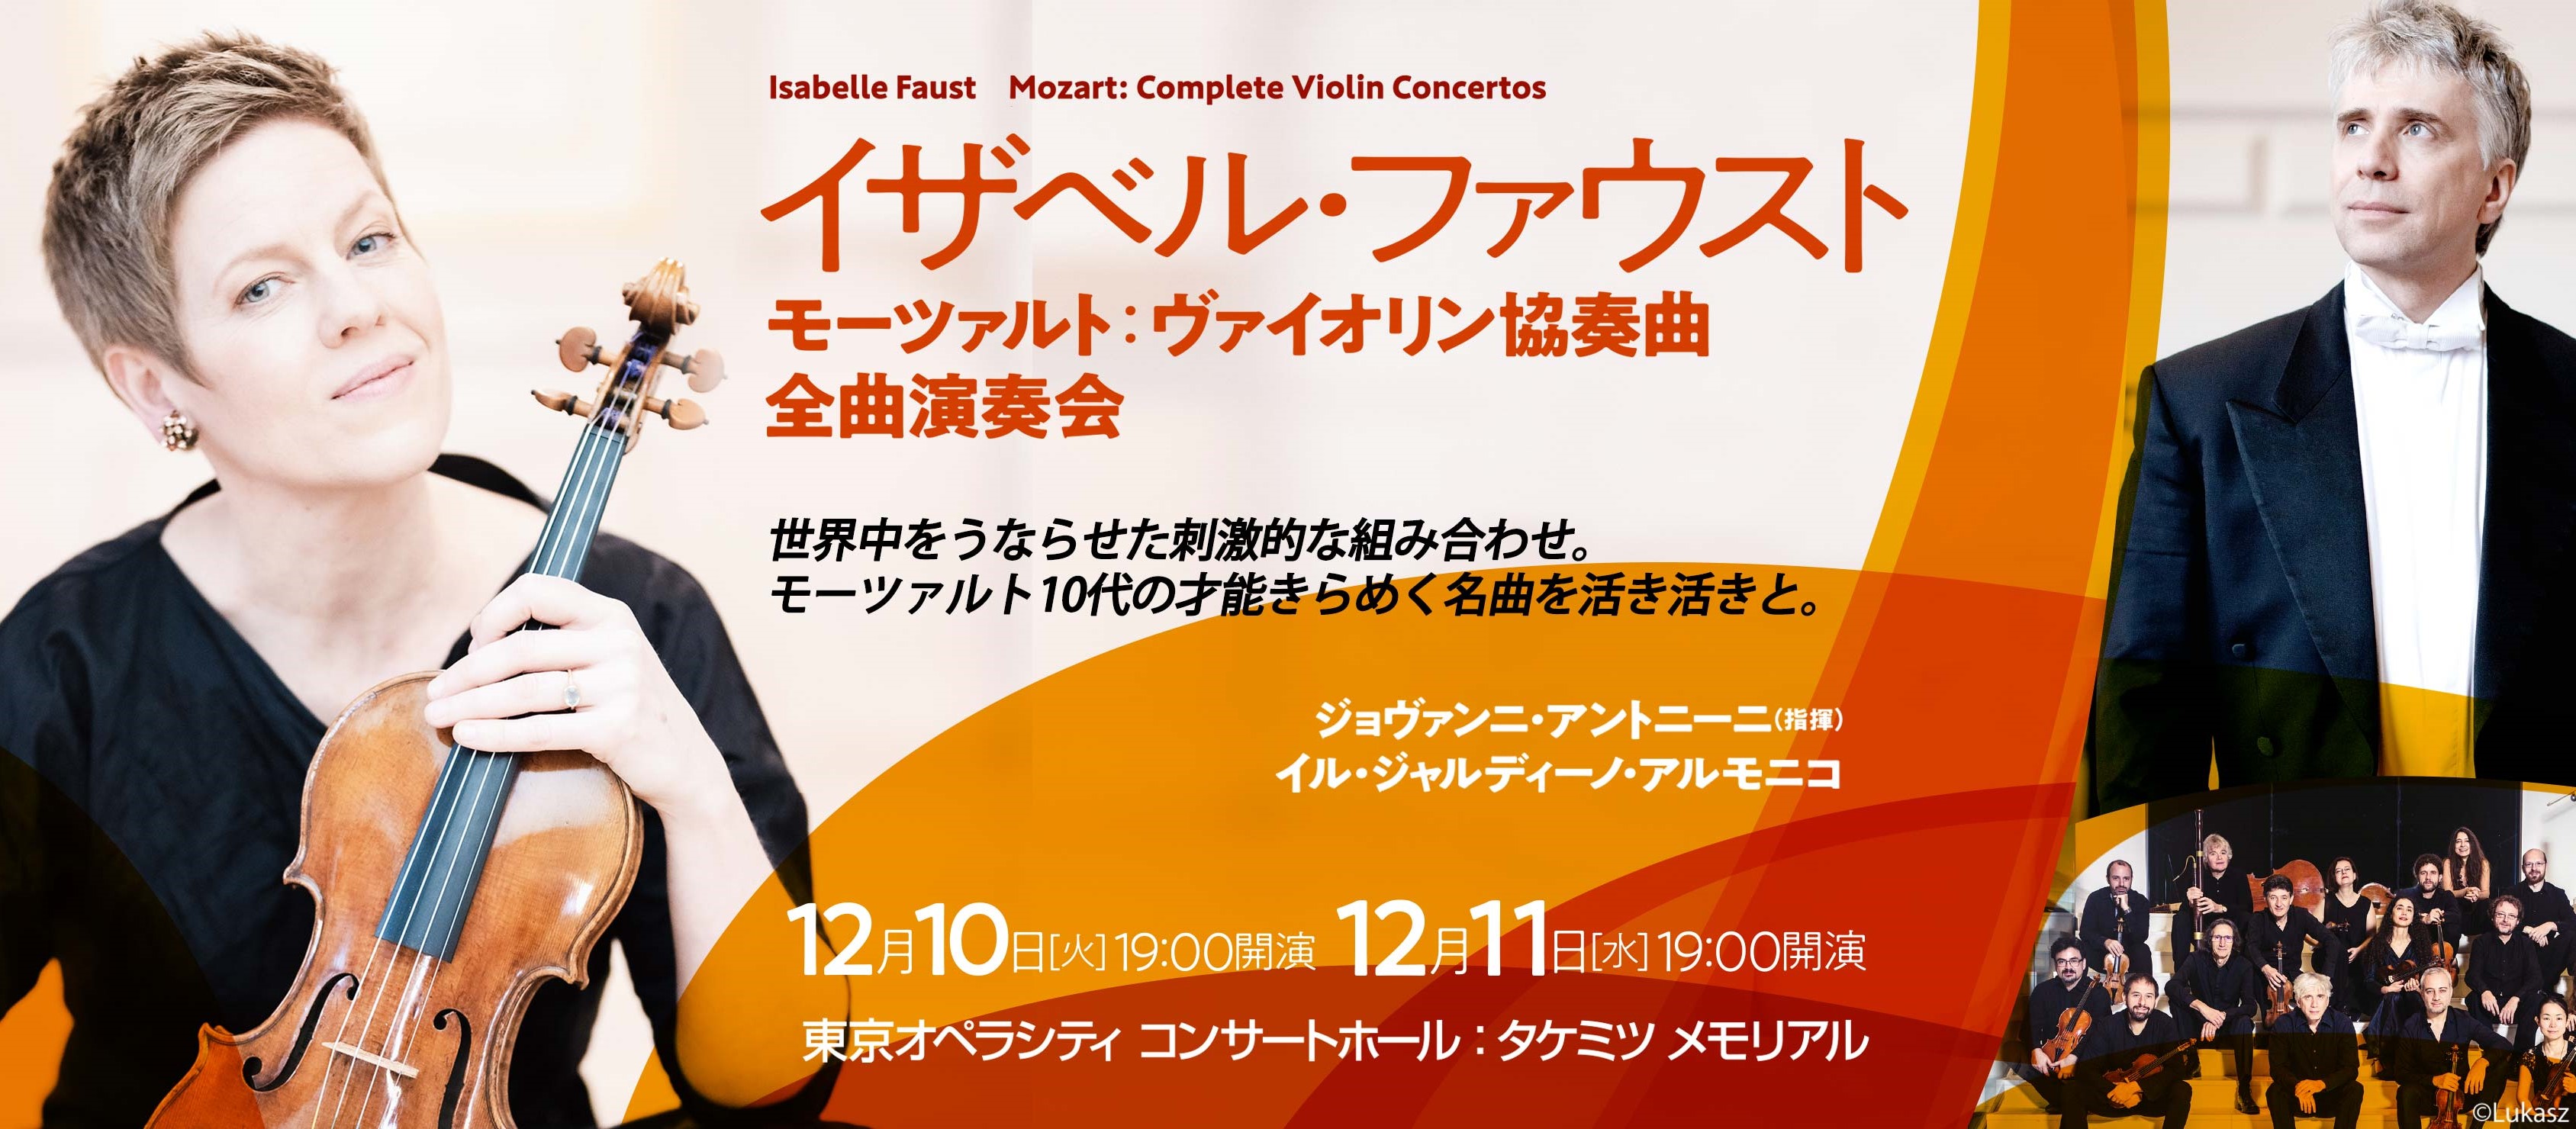 Isabelle Faust Mozart: Complete Violin Concertos
イザベル・ファウスト
モーツァルト：ヴァイオリン協奏曲
全曲演奏会
世界中をうならせた刺激的な組み合わせ。
モーツァルト10代の才能きらめく名曲を活き活きと。
ジョヴァンニ・アントニーニ（指揮）
イル・ジャルディーノ・アルモニコ
12月10日[火]19:00開演 12月11日[水]19:00開演
東京オペラシティ コンサートホール：タケミツ メモリアル
©Lukasz